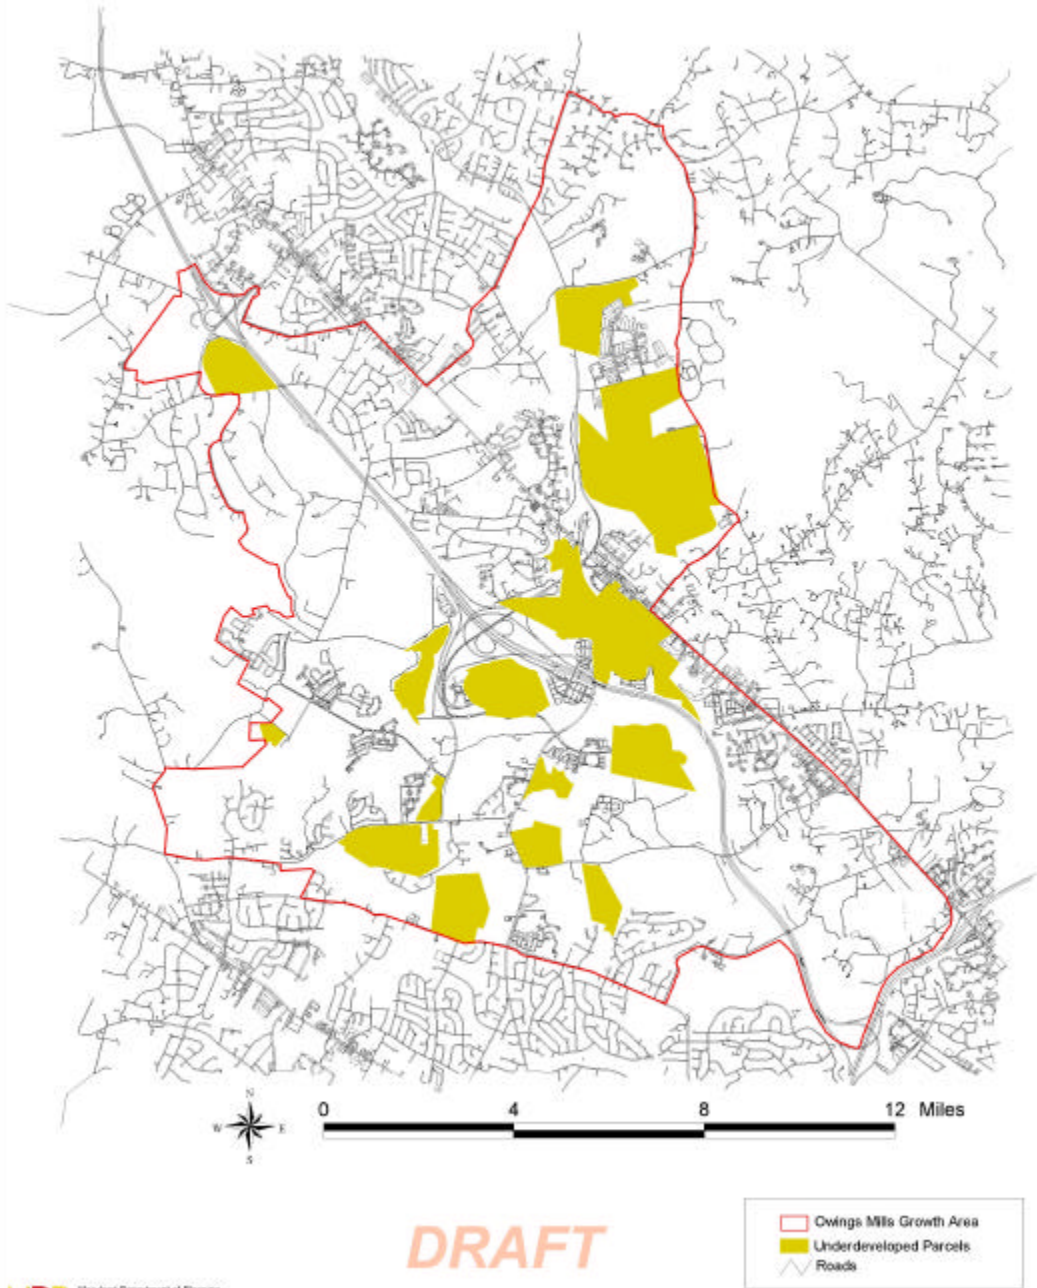 0 4 8 12 Miles
N
W E
S
DRAFT
Owings Mills Growth Area
Underdeveloped Parcels
Roads